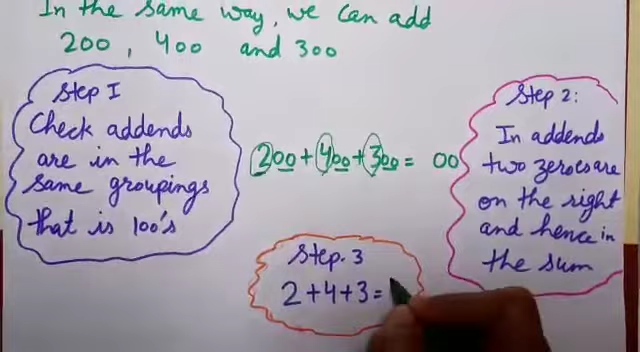 In the same way, we can add
200, 400 and 300
Step I
Check addends
are in the
same groupings
that is 100's
200+400+300= 00
Step 2:
In addends
two zeroes are
on the right
and hence in
the sum
Step. 3
2+4+3=